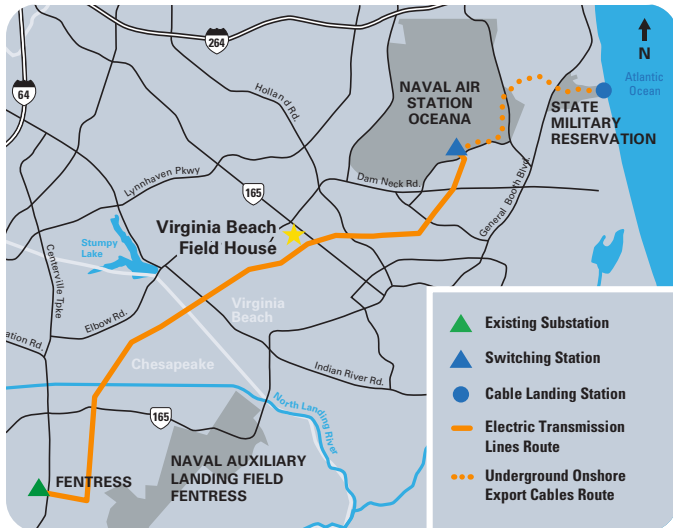 264
N
64
Holland Rd.
NAVAL AIR
STATION
OCEANA
Atlantic
Ocean
STATE
MILITARY
RESERVATION
Lynnhaven Pkwy
165
Dam Neck Rd.
General Booth Blvd.
Virginia Beach
Field House
Stumpy
Lake
Centerville Tpke
Elbow Rd.
Virginia
Beach
ation Rd.
Chesapeake
Indian River Rd.
165
North Landing River
FENTRESS
NAVAL AUXILIARY
LANDING FIELD
FENTRESS
Existing Substation
Switching Station
Cable Landing Station
Electric Transmission
Lines Route
Underground Onshore
Export Cables Route